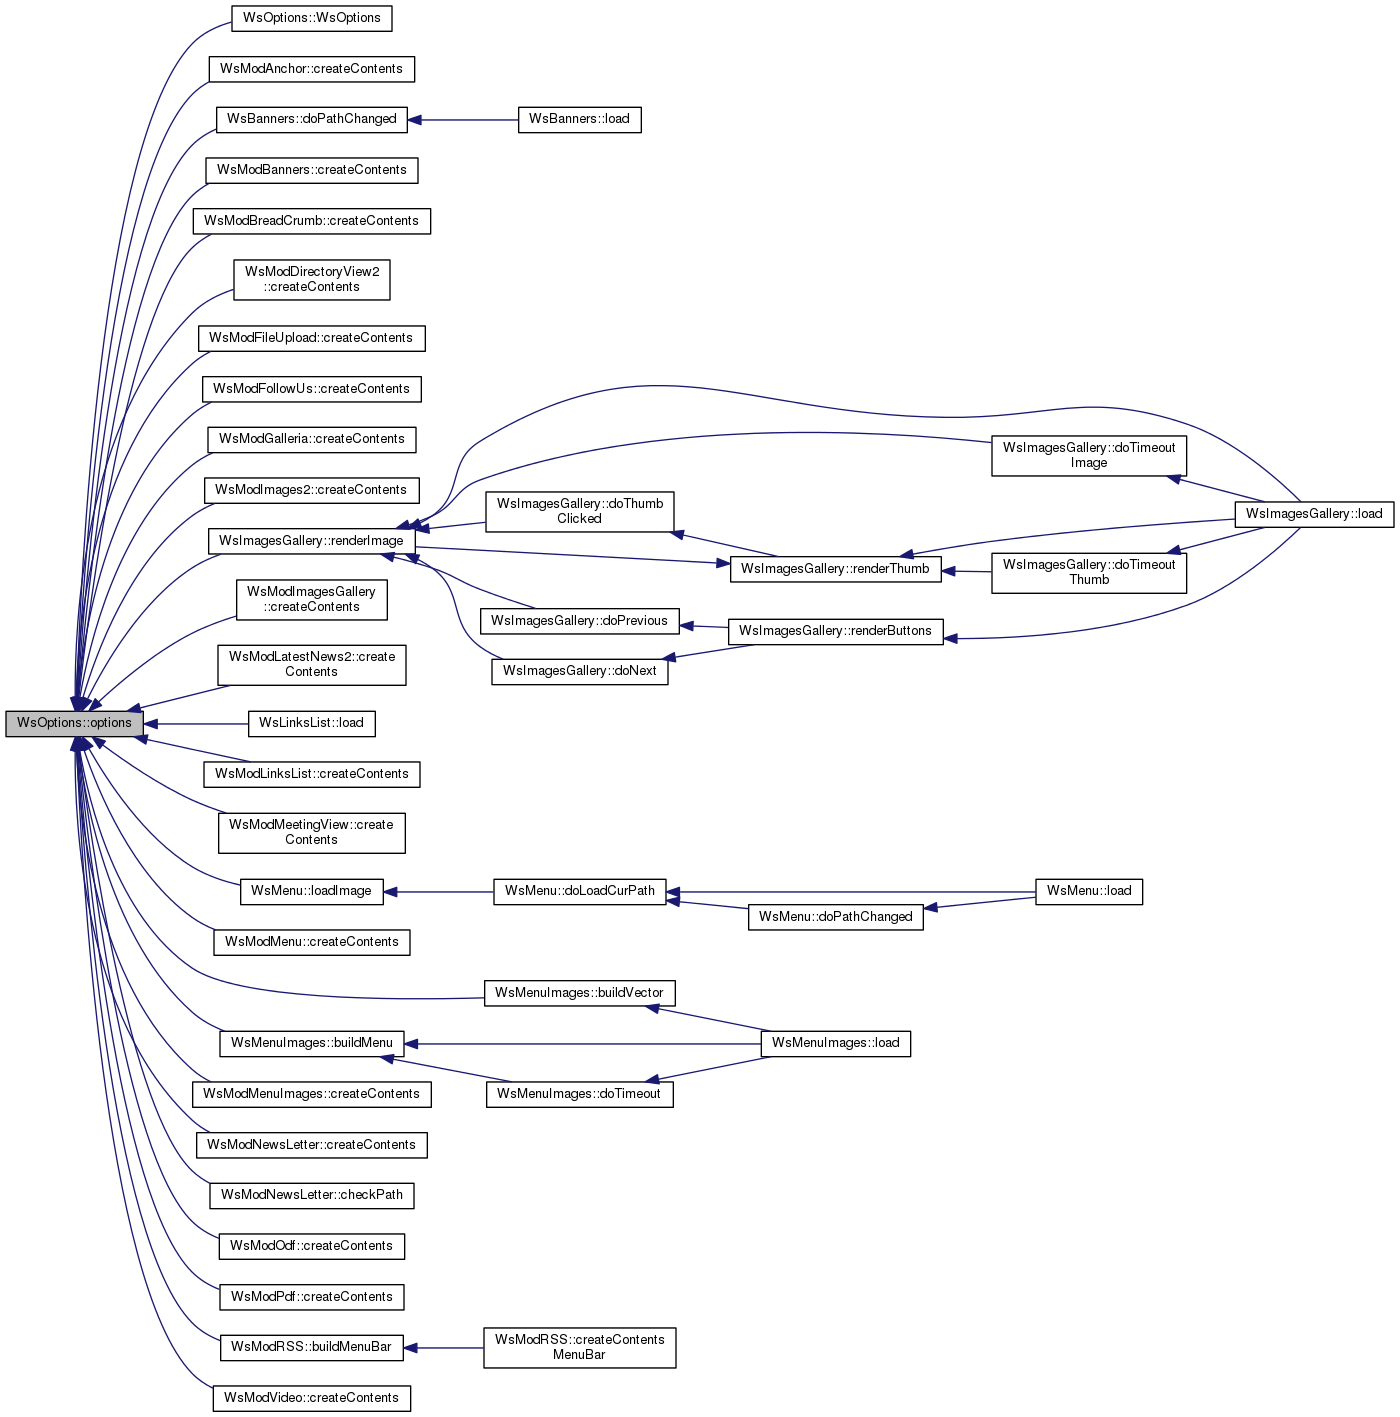 WsOptions::WsOptions
WsModAnchor::createContents
WsBanners::doPathChanged
WsBanners::load
WsModBanners::createContents
WsModBreadCrumb::createContents
WsModDirectoryView2
::createContents
WsModFileUpload::createContents
WsModFollowUs::createContents
WsModGalleria::createContents
WsImagesGallery::doTimeout
Image
WsModImages2::createContents
WsImagesGallery::doThumb
Clicked
WsImagesGallery::load
WsImagesGallery::renderImage
WsImagesGallery::renderThumb
WsImagesGallery::doTimeout
Thumb
WsModImagesGallery
::createContents
WsImagesGallery::doPrevious
WsImagesGallery::renderButtons
WsModLatestNews2::create
Contents
WsImagesGallery::doNext
WsOptions::options
WsLinksList::load
WsModLinksList::createContents
WsModMeetingView::create
Contents
WsMenu::loadImage
WsMenu::doLoadCurPath
WsMenu::load
WsMenu::doPathChanged
WsModMenu::createContents
WsMenuImages::buildVector
WsMenuImages::buildMenu
WsMenuImages::load
WsModMenuImages::createContents
WsMenuImages::doTimeout
WsModNewsLetter::createContents
WsModNewsLetter::checkPath
WsModOdf::createContents
WsModPdf::createContents
WsModRSS::buildMenuBar
WsModRSS::createContents
MenuBar
WsModVideo::createContents